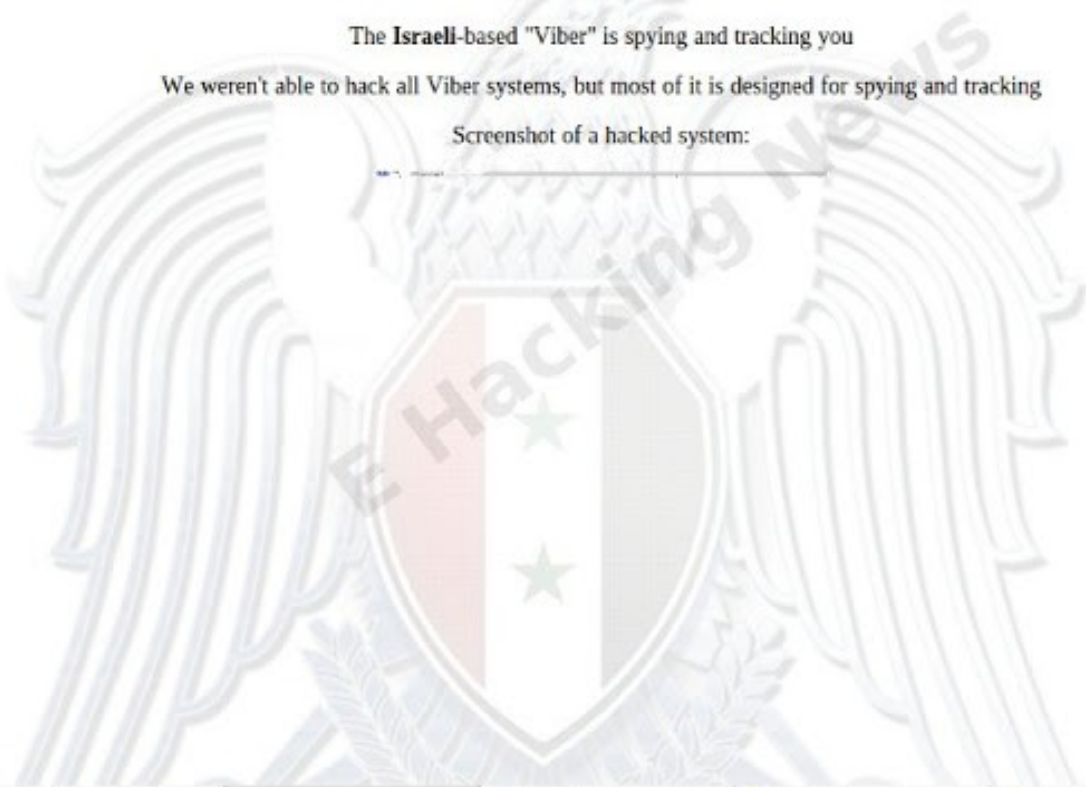 The Israeli-based "Viber" is spying and tracking you
We weren't able to hack all Viber systems, but most of it is designed for spying and tracking
Screenshot of a hacked system:
E Hacking News